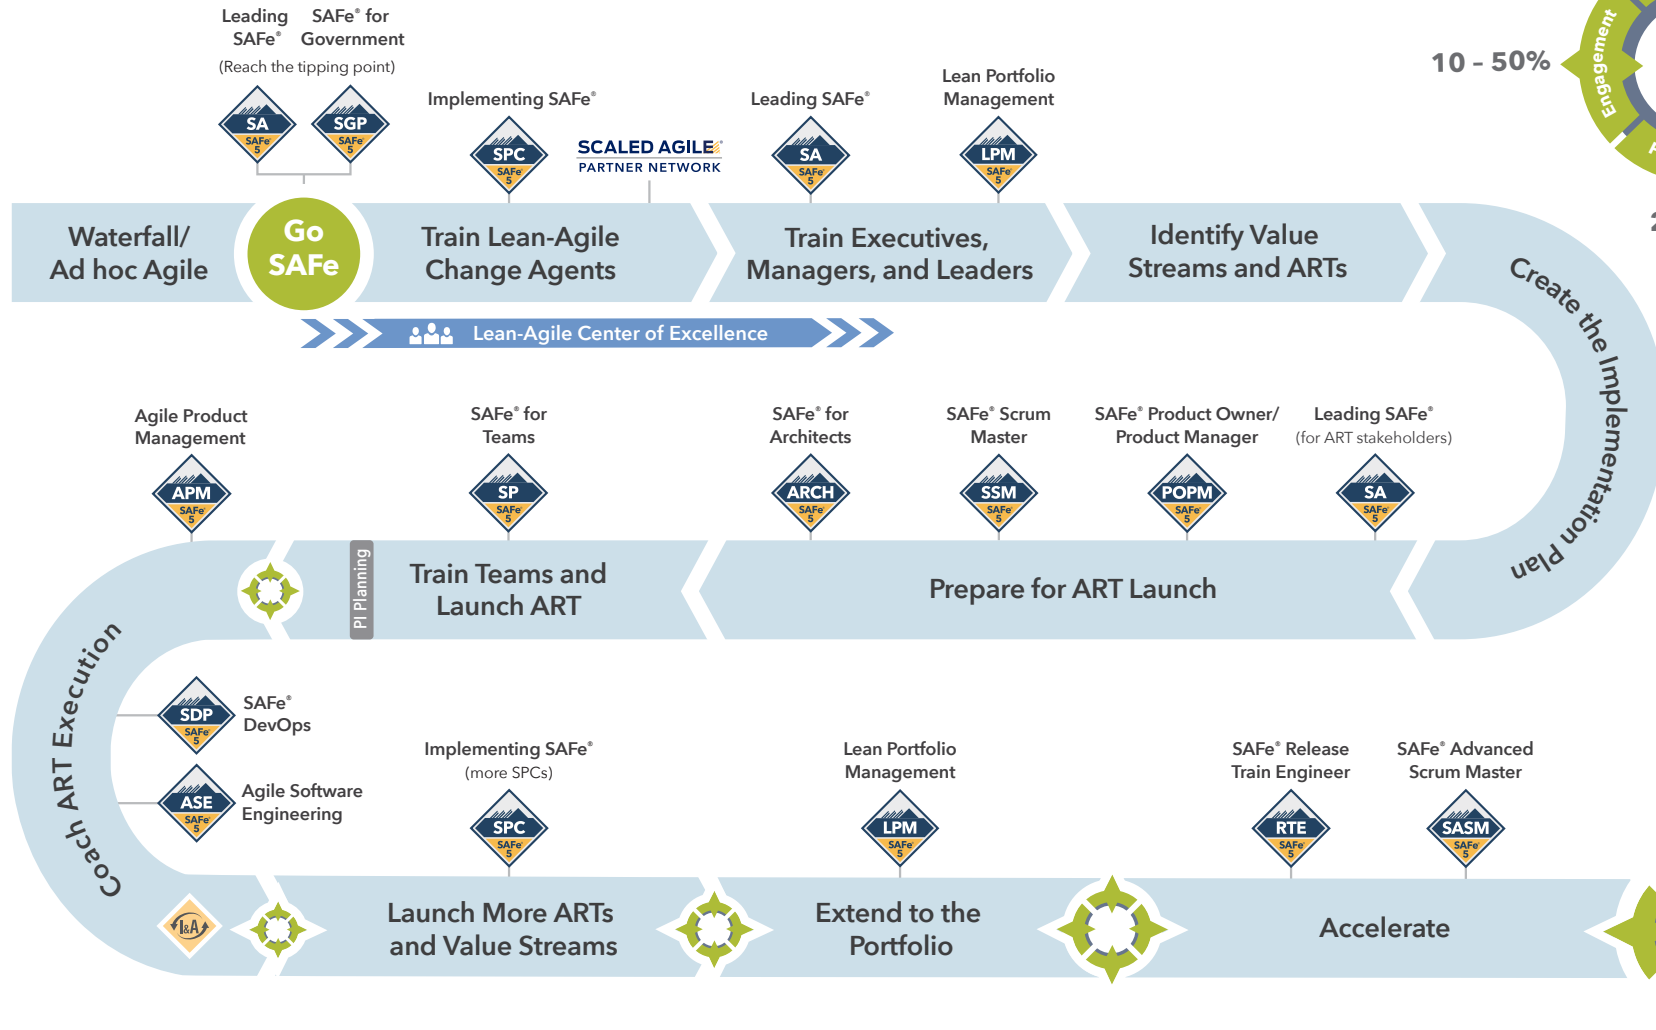 Leading
SAFe®
SAFe® for
Government
(Reach the tipping point)
SA
SAFe®
5
SGP
SAFe®
5
Implementing SAFe®
SPC
SAFe®
5
SCALED AGILE®
PARTNER NETWORK
Leading SAFe®
SA
SAFe®
5
Lean Portfolio
Management
LPM
SAFe®
5
10 – 50%
Engagement
Waterfall/
Ad hoc Agile
Go
SAFe
Train Lean-Agile
Change Agents
Train Executives,
Managers, and Leaders
Identify Value
Streams and ARTs
Create the Implementation Plan
Lean-Agile Center of Excellence
Agile Product
Management
APM
SAFe®
5
SAFe® for
Teams
SP
SAFe®
5
SAFe® for
Architects
ARCH
SAFe®
5
SAFe® Scrum
Master
SSM
SAFe®
5
SAFe® Product Owner/
Product Manager
POPM
SAFe®
5
Leading SAFe®
(for ART stakeholders)
SA
SAFe®
5
PI Planning
Train Teams and
Launch ART
Prepare for ART Launch
Coach ART Execution
SDP
SAFe®
5
SAFe®
DevOps
ASE
SAFe®
5
Agile Software
Engineering
I&A
Implementing SAFe®
(more SPCs)
SPC
SAFe®
5
Lean Portfolio
Management
LPM
SAFe®
5
SAFe® Release
Train Engineer
RTE
SAFe®
5
SAFe® Advanced
Scrum Master
SASM
SAFe®
5
Launch More ARTs
and Value Streams
Extend to the
Portfolio
Accelerate